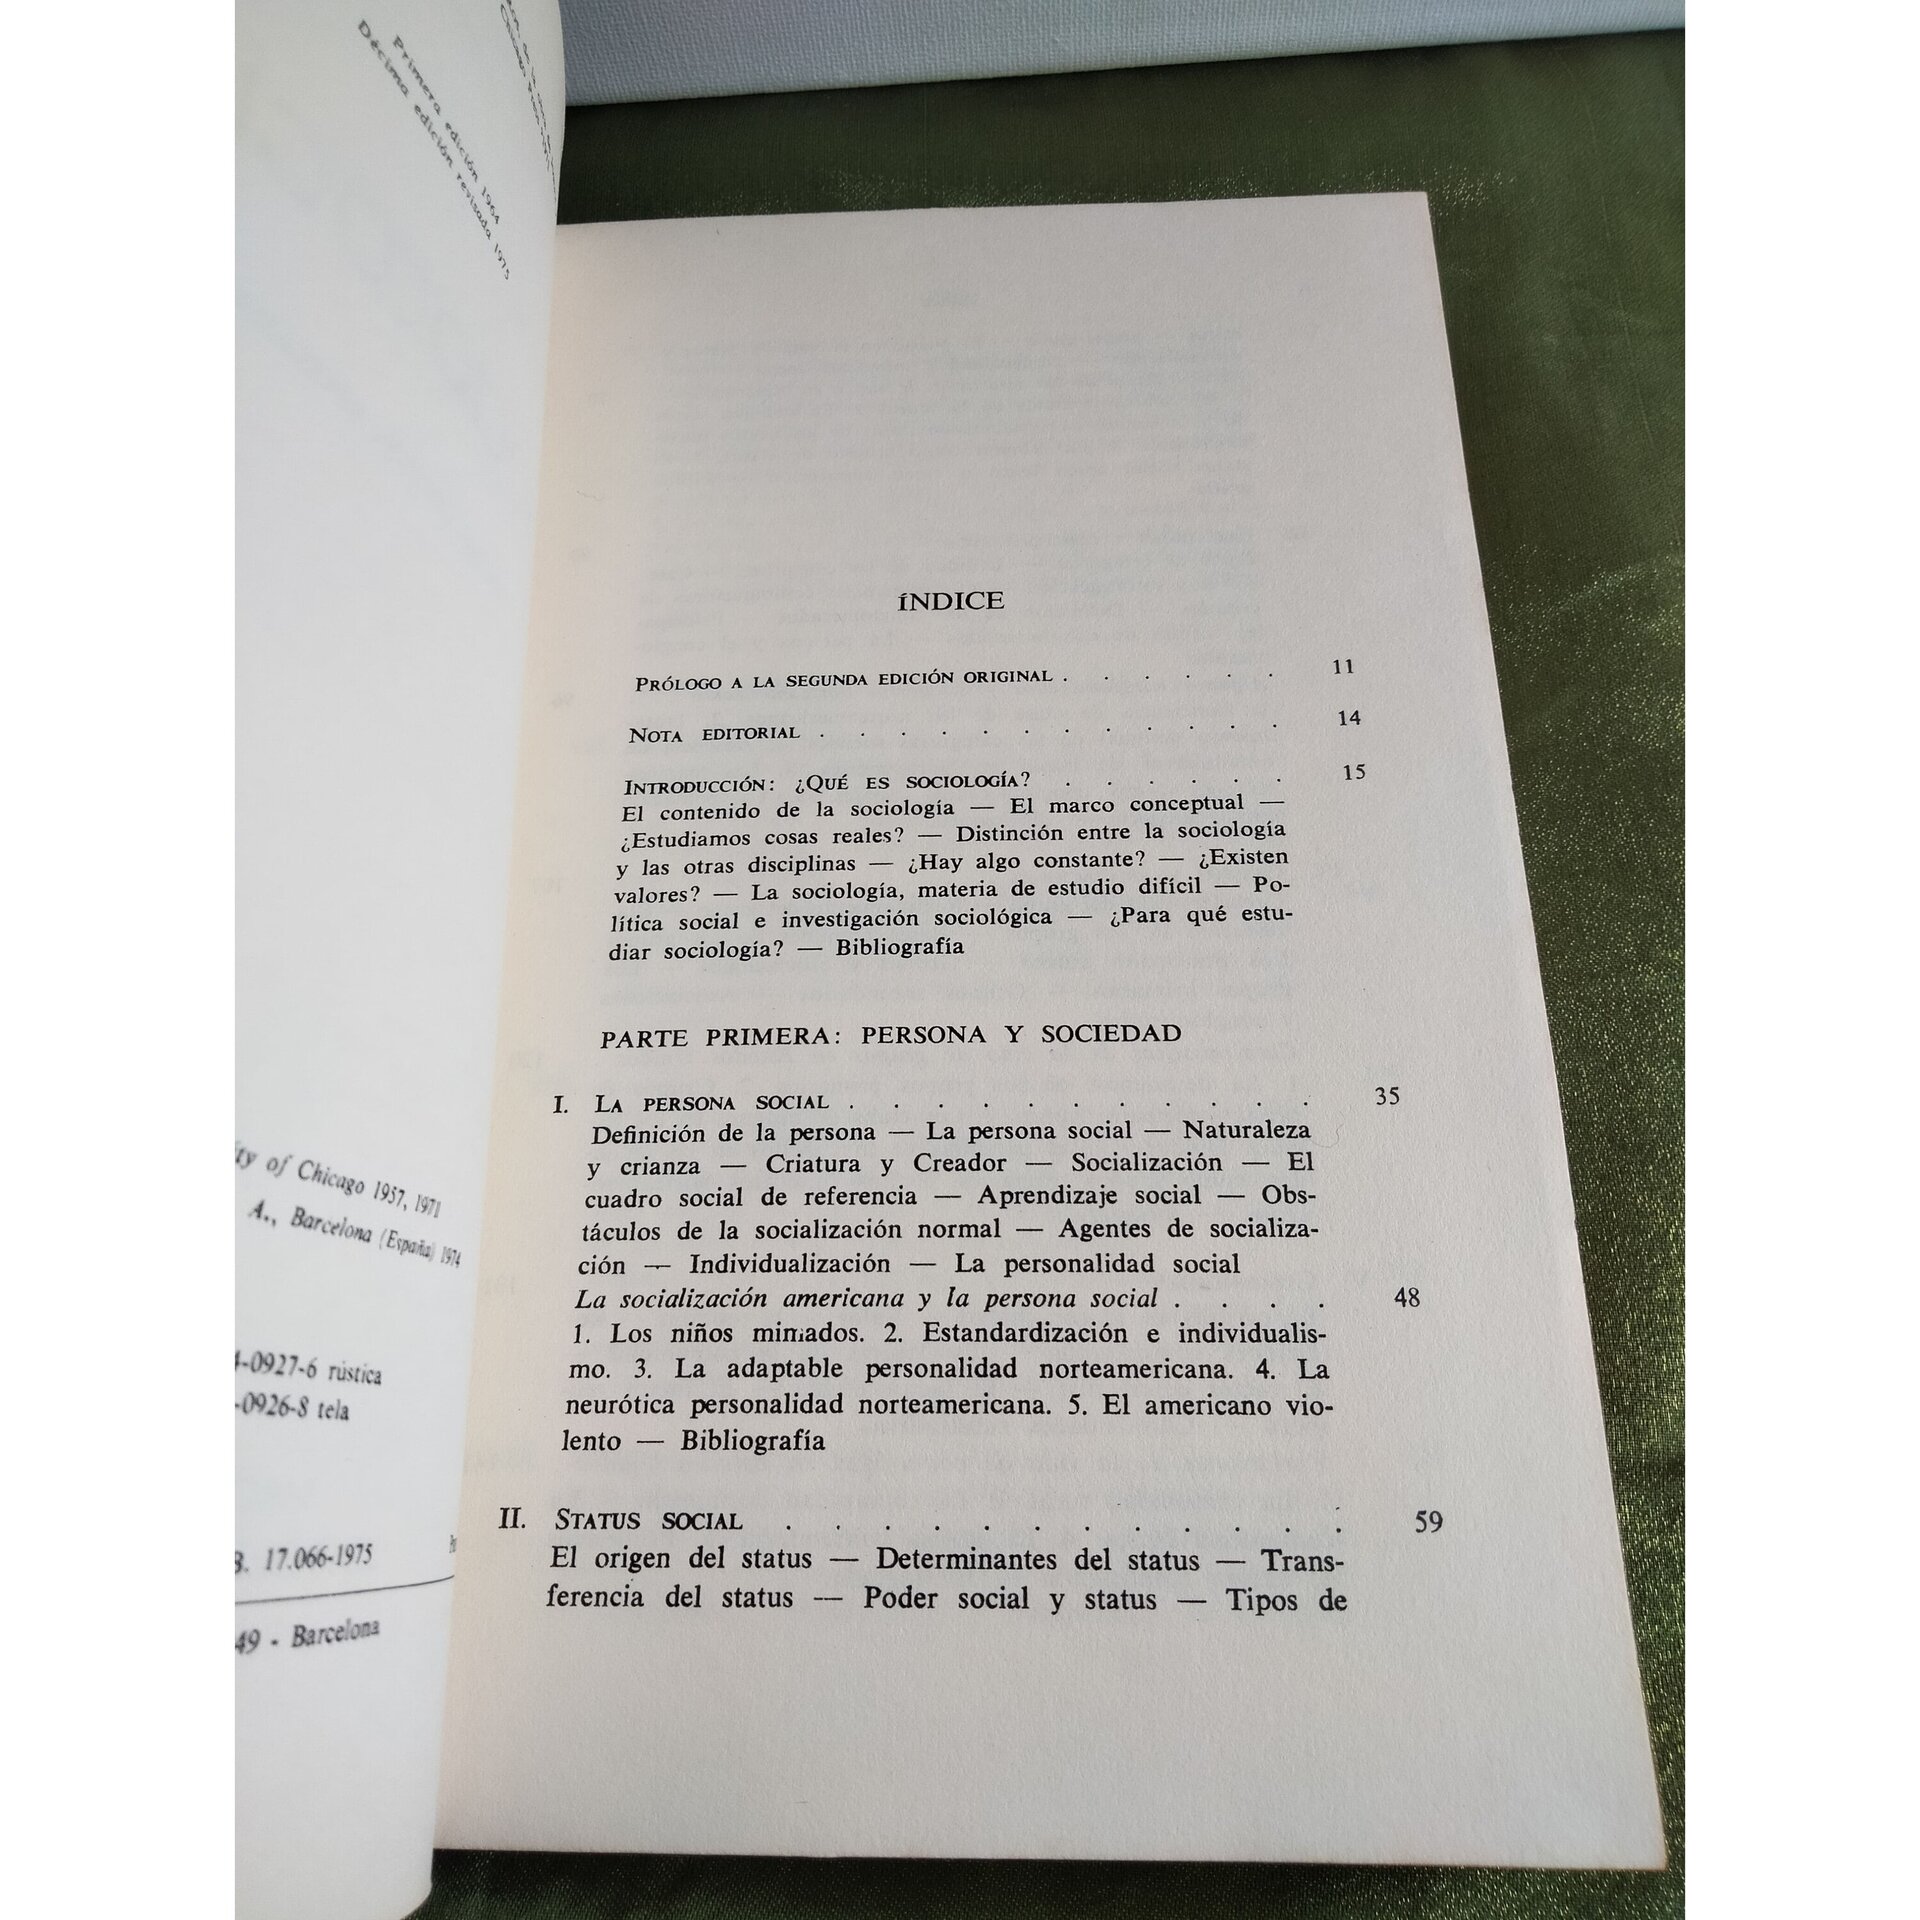 Primera edición 1964
Décima edición revisada 1975
ity of Chicago 1957, 1971
A., Barcelona (España) 1974
-0927-6 rústica
-0926-8 tela
B. 17.066-1975
49 - Barcelona
ÍNDICE
PRÓLOGO A LA SEGUNDA EDICIÓN ORIGINAL . . . . . . 11
NOTA EDITORIAL . . . . . . . . . . . . 14
INTRODUCCIÓN: ¿QUÉ ES SOCIOLOGÍA? . . . . . . 15
El contenido de la sociología — El marco conceptual —
¿Estudiamos cosas reales? — Distinción entre la sociología
y las otras disciplinas — ¿Hay algo constante? — ¿Existen
valores? — La sociología, materia de estudio difícil — Po-
lítica social e investigación sociológica — ¿Para qué estu-
diar sociología? — Bibliografía
PARTE PRIMERA: PERSONA Y SOCIEDAD
I. LA PERSONA SOCIAL . . . . . . . . . . . 35
Definición de la persona — La persona social — Naturaleza
y crianza — Criatura y Creador — Socialización — El
cuadro social de referencia — Aprendizaje social — Obs-
táculos de la socialización normal — Agentes de socializa-
ción — Individualización — La personalidad social
La socialización americana y la persona social . . . . 48
1. Los niños mimados. 2. Estandardización e individualis-
mo. 3. La adaptable personalidad norteamericana. 4. La
neurótica personalidad norteamericana. 5. El americano vio-
lento — Bibliografía
II. STATUS SOCIAL . . . . . . . . . . . . 59
El origen del status — Determinantes del status — Trans-
ferencia del status — Poder social y status — Tipos de